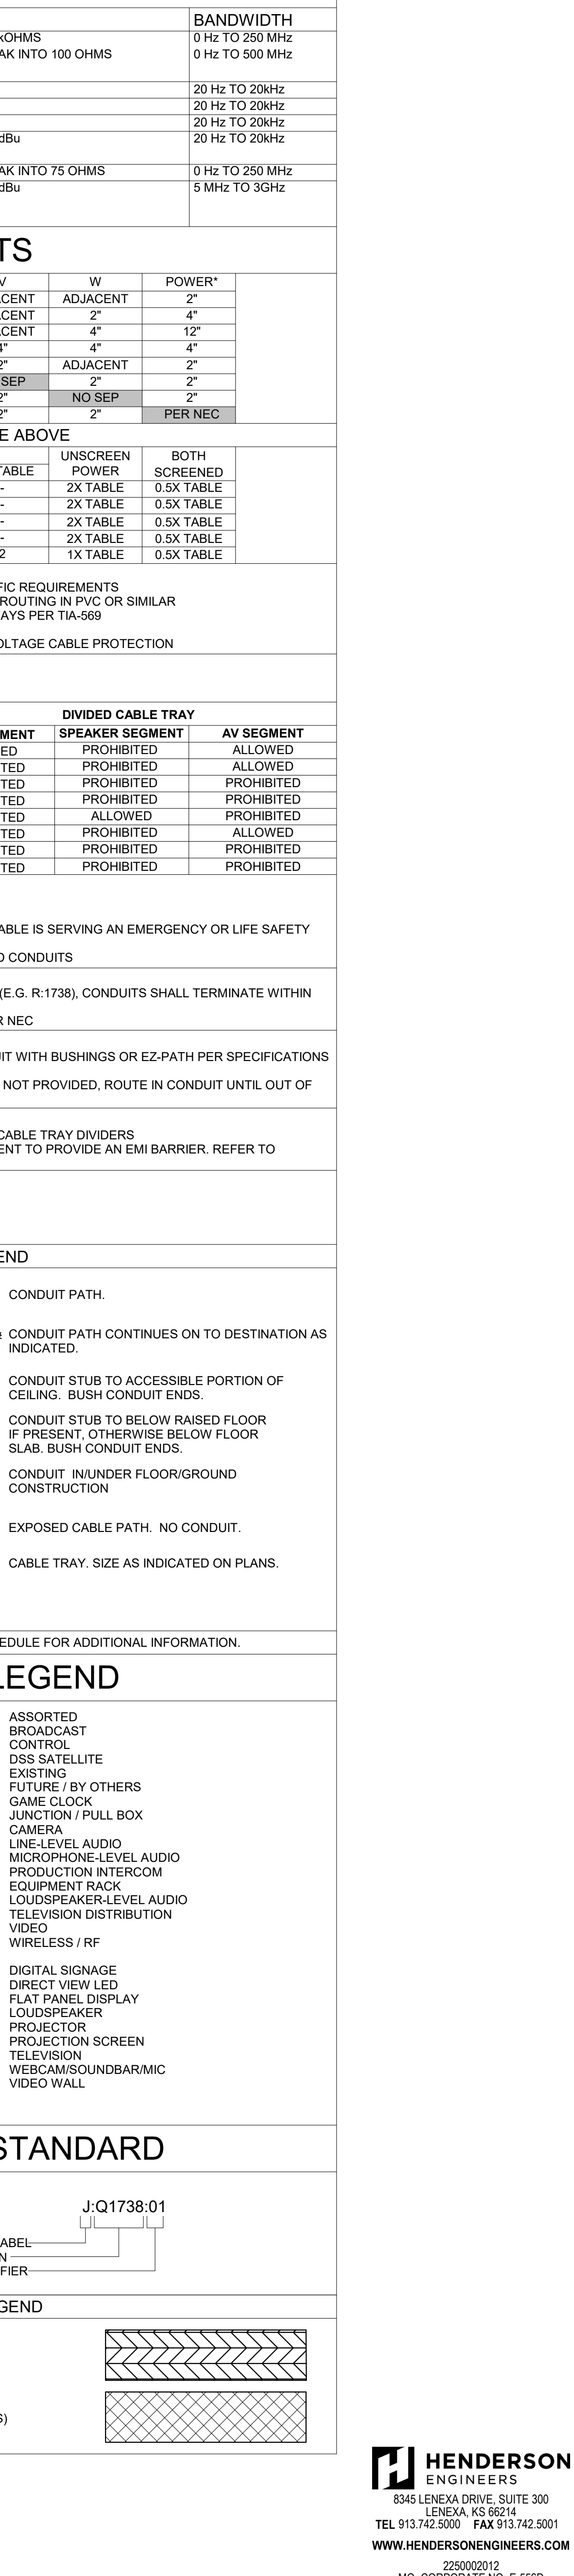 BANDWIDTH
kOHMS 0 Hz TO 250 MHz
AK INTO 100 OHMS 0 Hz TO 500 MHz
20 Hz TO 20kHz
20 Hz TO 20kHz
20 Hz TO 20kHz
dBu 20 Hz TO 20kHz
AK INTO 75 OHMS 0 Hz TO 250 MHz
dBu 5 MHz TO 3GHz
TS
V W POWER*
ACENT ADJACENT 2"
ACENT 2" 4"
ACENT 4" 12"
4" 4" 4"
2" ADJACENT 2"
SEP 2" 2"
2" NO SEP 2"
2" 2" PER NEC
E ABOVE
UNSCREEN BOTH
TABLE POWER SCREENED
- 2X TABLE 0.5X TABLE
- 2X TABLE 0.5X TABLE
- 2X TABLE 0.5X TABLE
- 2X TABLE 0.5X TABLE
2 1X TABLE 0.5X TABLE
FIC REQUIREMENTS
ROUTING IN PVC OR SIMILAR
AYS PER TIA-569
OLTAGE CABLE PROTECTION
DIVIDED CABLE TRAY
MENT SPEAKER SEGMENT AV SEGMENT
ED PROHIBITED ALLOWED
TED PROHIBITED ALLOWED
TED PROHIBITED PROHIBITED
TED PROHIBITED PROHIBITED
TED ALLOWED PROHIBITED
TED PROHIBITED ALLOWED
TED PROHIBITED PROHIBITED
TED PROHIBITED PROHIBITED
ABLE IS SERVING AN EMERGENCY OR LIFE SAFETY
D CONDUITS
(E.G. R:1738), CONDUITS SHALL TERMINATE WITHIN
R NEC
UIT WITH BUSHINGS OR EZ-PATH PER SPECIFICATIONS
NOT PROVIDED, ROUTE IN CONDUIT UNTIL OUT OF
CABLE TRAY DIVIDERS
ENT TO PROVIDE AN EMI BARRIER. REFER TO
END
CONDUIT PATH.
CONDUIT PATH CONTINUES ON TO DESTINATION AS
INDICATED.
CONDUIT STUB TO ACCESSIBLE PORTION OF
CEILING. BUSH CONDUIT ENDS.
CONDUIT STUB TO BELOW RAISED FLOOR
IF PRESENT, OTHERWISE BELOW FLOOR
SLAB. BUSH CONDUIT ENDS.
CONDUIT IN/UNDER FLOOR/GROUND
CONSTRUCTION
EXPOSED CABLE PATH. NO CONDUIT.
CABLE TRAY. SIZE AS INDICATED ON PLANS.
EDULE FOR ADDITIONAL INFORMATION.
LEGEND
ASSORTED
BROADCAST
CONTROL
DSS SATELLITE
EXISTING
FUTURE / BY OTHERS
GAME CLOCK
JUNCTION / PULL BOX
CAMERA
LINE-LEVEL AUDIO
MICROPHONE-LEVEL AUDIO
PRODUCTION INTERCOM
EQUIPMENT RACK
LOUDSPEAKER-LEVEL AUDIO
TELEVISION DISTRIBUTION
VIDEO
WIRELESS / RF
DIGITAL SIGNAGE
DIRECT VIEW LED
FLAT PANEL DISPLAY
LOUDSPEAKER
PROJECTOR
PROJECTION SCREEN
TELEVISION
WEBCAM/SOUNDBAR/MIC
VIDEO WALL
STANDARD
J:Q1738:01
ABEL
N
FIER
GEND
S)
HENDERSON
ENGINEERS
8345 LENEXA DRIVE, SUITE 300
LENEXA, KS 66214
TEL 913.742.5000 FAX 913.742.5001
WWW.HENDERSONENGINEERS.COM
2250002012
MO. CORPORATE NO: E-556D